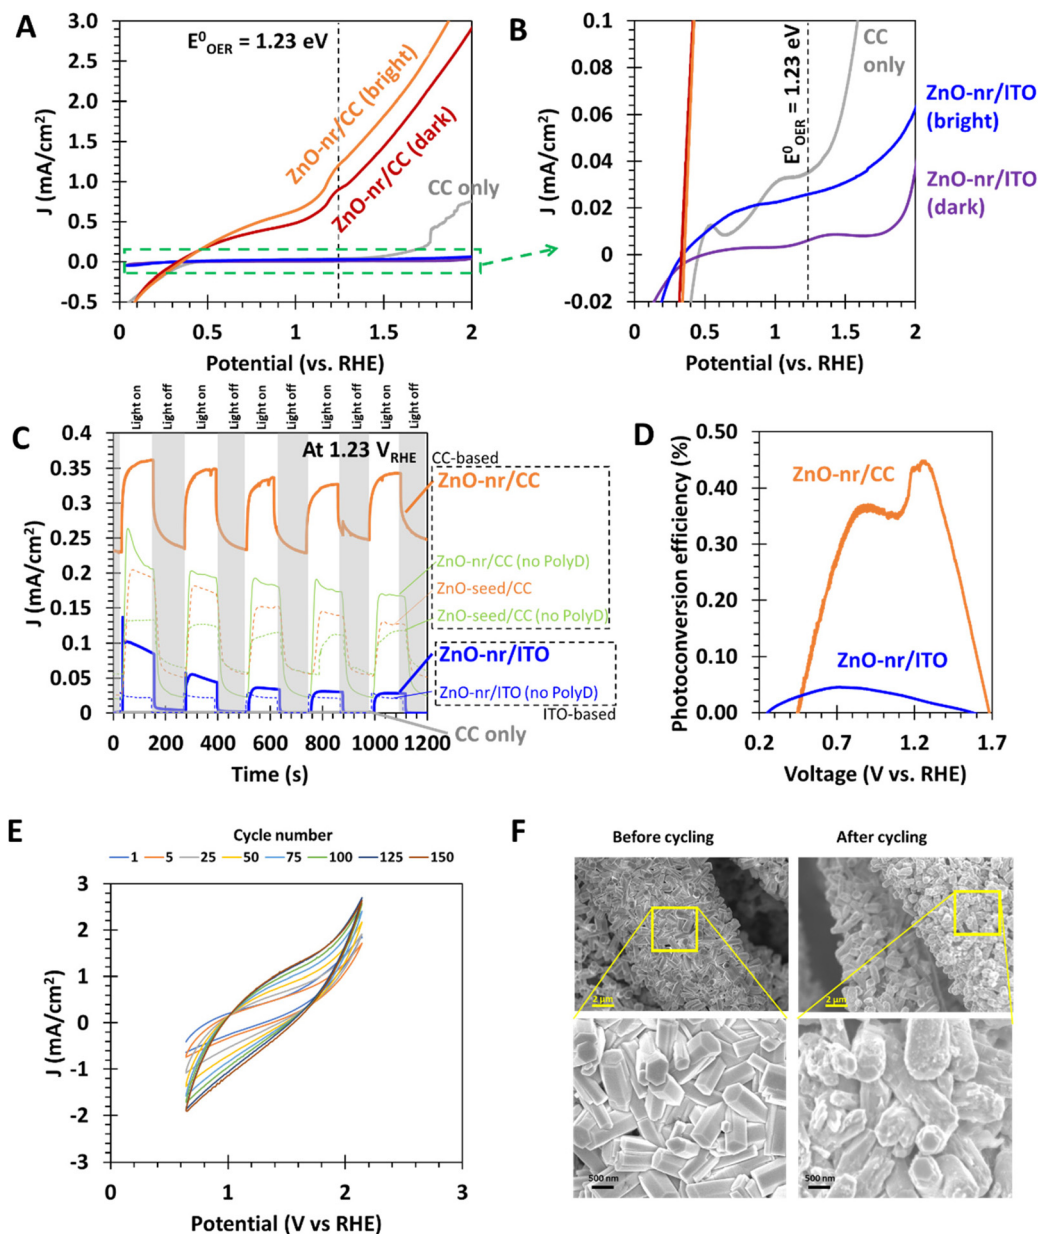 A
3.0
2.5
2.0
1.5
1.0
0.5
0.0
-0.5
J (mA/cm²)
E⁰OER = 1.23 eV
ZnO-nr/CC (bright)
ZnO-nr/CC (dark)
CC only
0
0.5
1
1.5
2
Potential (vs. RHE)
B
0.1
0.08
0.06
0.04
0.02
0
-0.02
J (mA/cm²)
E⁰OER = 1.23 eV
CC
only
ZnO-nr/ITO
(bright)
ZnO-nr/ITO
(dark)
0
0.5
1
1.5
2
Potential (vs. RHE)
C
Light on
Light off
Light on
Light off
Light on
Light off
Light on
Light off
Light on
Light off
0.4
0.35
0.3
0.25
0.2
0.15
0.1
0.05
0
J (mA/cm²)
At 1.23 VRHE
CC-based
ZnO-nr/CC
ZnO-nr/CC (no PolyD)
ZnO-seed/CC
ZnO-seed/CC (no PolyD)
ZnO-nr/ITO
ZnO-nr/ITO (no PolyD)
ITO-based
CC only
0 200 400 600 800 1000 1200
Time (s)
D
0.50
0.40
0.30
0.20
0.10
0.00
Photoconversion efficiency (%)
ZnO-nr/CC
ZnO-nr/ITO
0.2
0.7
1.2
1.7
Voltage (V vs. RHE)
E
Cycle number
1 5 25 50 75 100 125 150
3
2
1
0
-1
-2
-3
J (mA/cm²)
0
1
2
3
Potential (V vs RHE)
F
Before cycling
After cycling
2 µm
2 µm
500 nm
500 nm